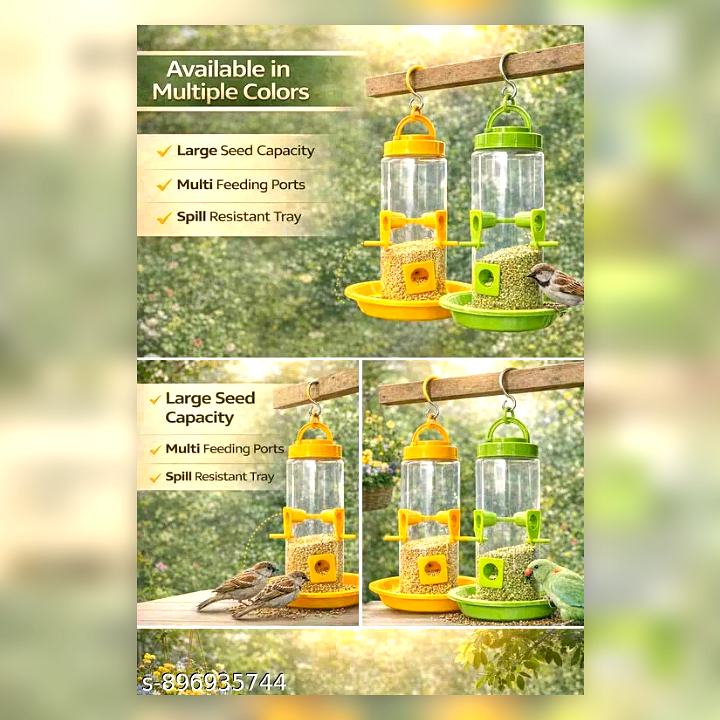 Available in
Multiple Colors
Large Seed Capacity
Multi Feeding Ports
Spill Resistant Tray
Large Seed
Capacity
Multi Feeding Ports
Spill Resistant Tray
s-896935744